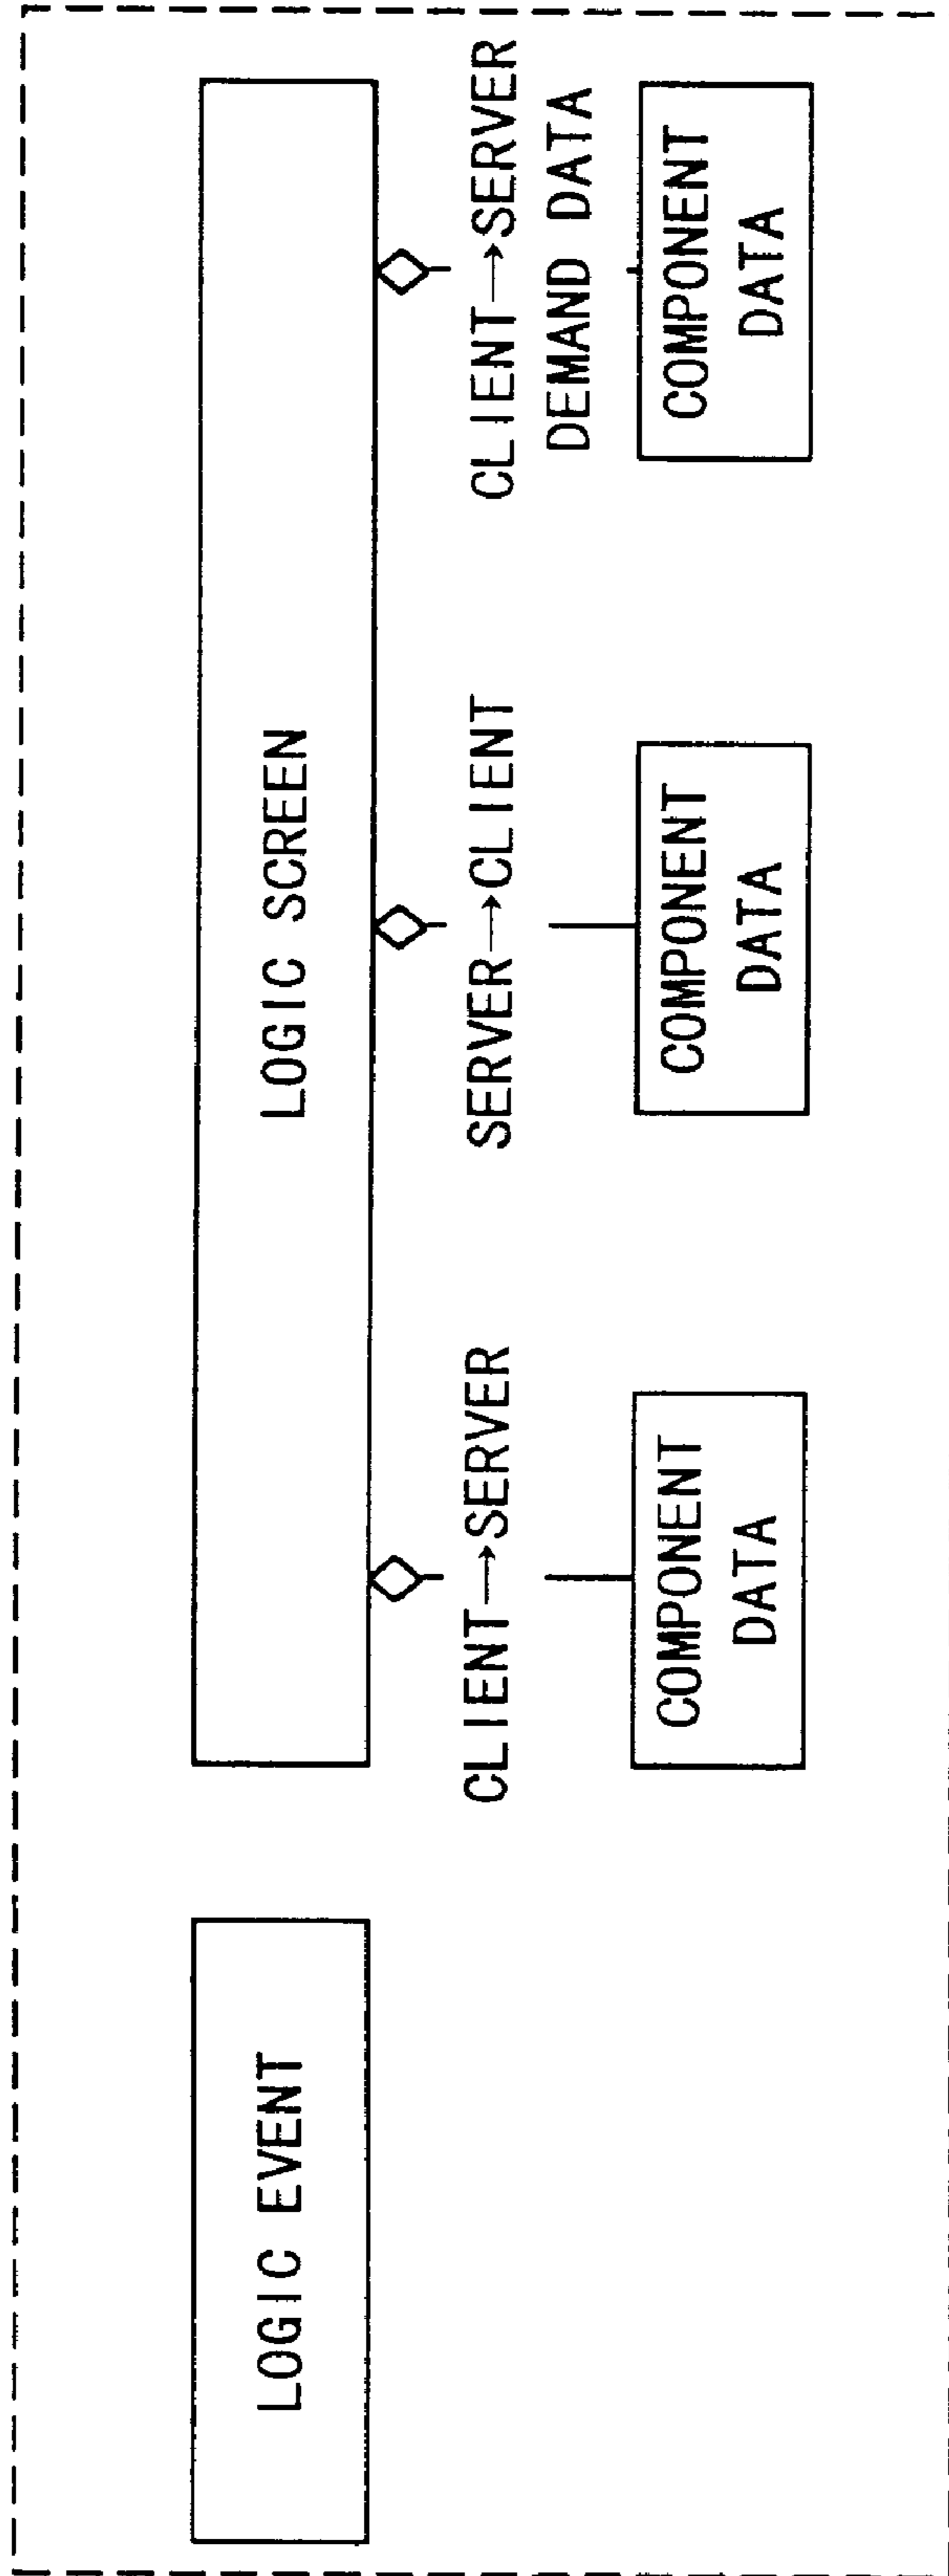 LOGIC EVENT
LOGIC SCREEN
CLIENT→SERVER
COMPONENT
DATA
SERVER→CLIENT
COMPONENT
DATA
CLIENT→SERVER
DEMAND DATA
COMPONENT
DATA